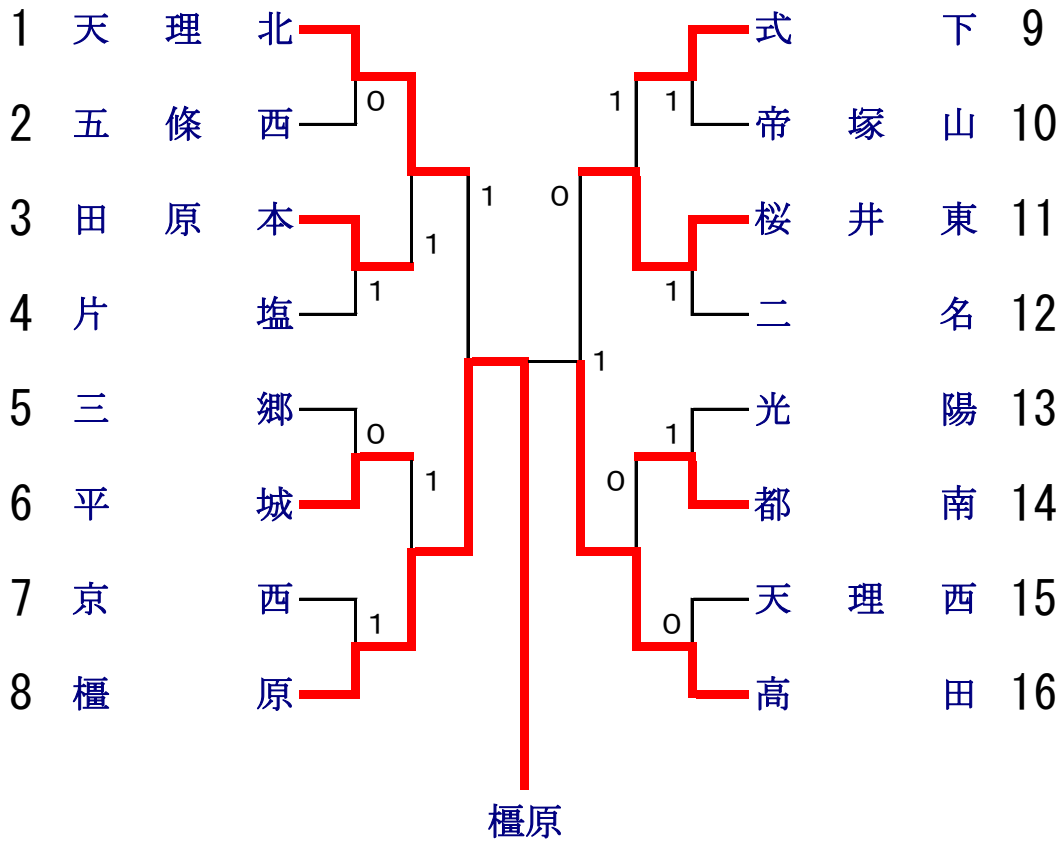 1 天理北
2 五條西
3 田原本
4 片塩
5 三郷
6 平城
7 京西
8 橿原
0
1
0
1
1
1
1
式下 9
帝塚山 10
桜井東 11
二名 12
光陽 13
都南 14
天理西 15
高田 16
1
1
1
0
1
0
0
1
橿原